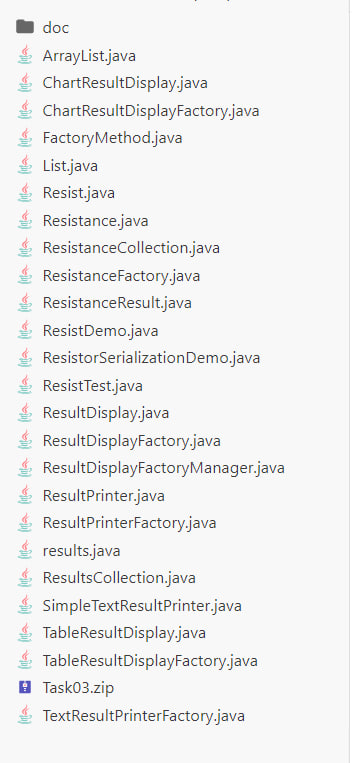 doc
ArrayList.java
ChartResultDisplay.java
ChartResultDisplayFactory.java
FactoryMethod.java
List.java
Resist.java
Resistance.java
ResistanceCollection.java
ResistanceFactory.java
ResistanceResult.java
ResistDemo.java
ResistorSerializationDemo.java
ResistTest.java
ResultDisplay.java
ResultDisplayFactory.java
ResultDisplayFactoryManager.java
ResultPrinter.java
ResultPrinterFactory.java
results.java
ResultsCollection.java
SimpleTextResultPrinter.java
TableResultDisplay.java
TableResultDisplayFactory.java
Task03.zip
TextResultPrinterFactory.java